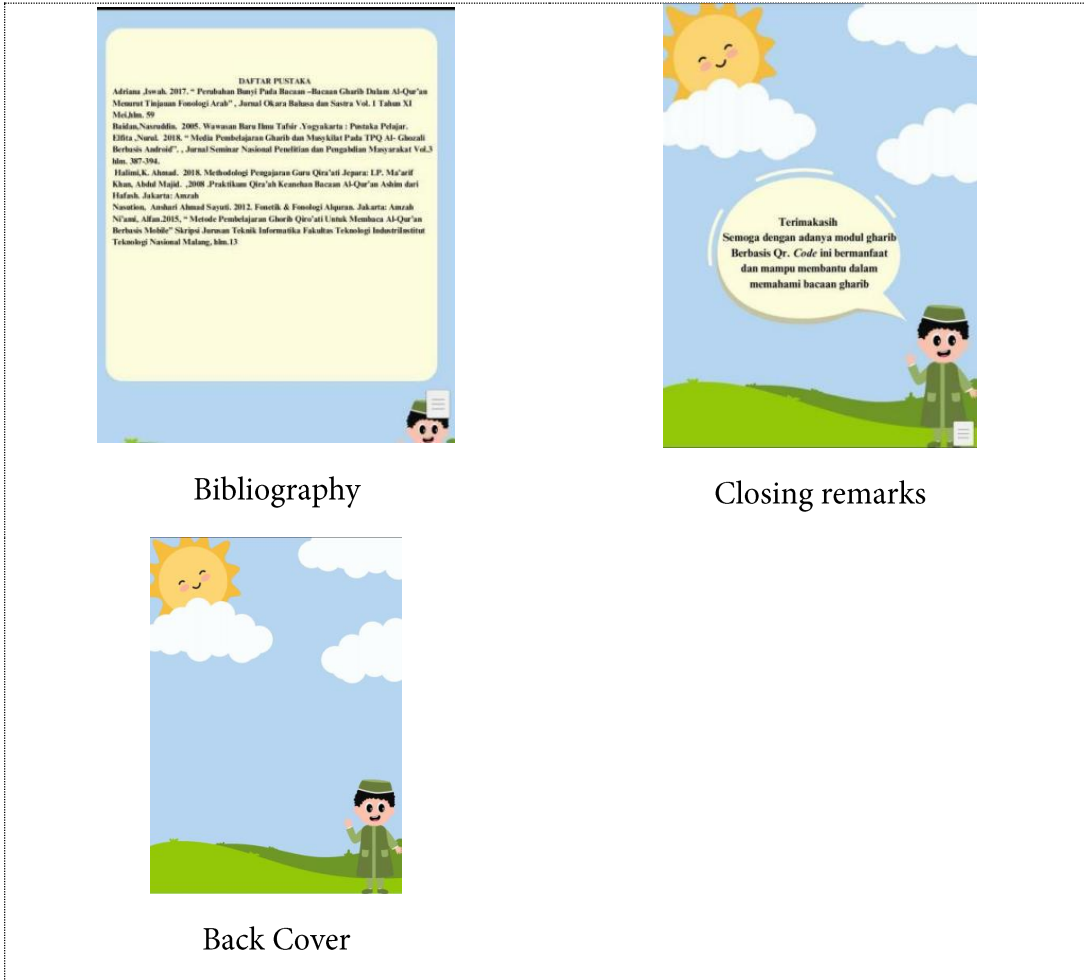 DAFTAR PUSTAKA
Adriana ,Iswah. 2017. “ Perubahan Bunyi Pada Bacaan –Bacaan Gharib Dalam Al-Qur’an
Menurut Tinjauan Fonologi Arab” , Jurnal Okara Bahasa dan Sastra Vol. 1 Tahun XI
Mei,hlm. 59
Baidan,Nasruddin. 2005. Wawasan Baru Ilmu Tafsir .Yogyakarta : Pustaka Pelajar.
Elfita ,Nurul. 2018. “ Media Pembelajaran Gharib dan Musykilat Pada TPQ Al- Ghozali
Berbasis Android”. , Jurnal Seminar Nasional Penelitian dan Pengabdian Masyarakat Vol.3
hlm. 387-394.
Halimi,K. Ahmad. 2018. Methodologi Pengajaran Guru Qira’ati Jepara: I.P. Ma’arif
Khan, Abdul Majid. ,2008 .Praktikum Qira’ah Keanehan Bacaan Al-Qur’an Ashim dari
Hafash. Jakarta: Amzah
Nasution, Anshari Ahmad Sayuti. 2012. Fonetik & Fonologi Alquran. Jakarta: Amzah
Ni’ami, Alfan.2015, “ Metode Pembelajaran Ghorib Qiro’ati Untuk Membaca Al-Qur’an
Berbasis Mobile” Skripsi Jurusan Teknik Informatika Fakultas Teknologi IndustriInstitut
Teknologi Nasional Malang, hlm.13
Bibliography
Terimakasih
Semoga dengan adanya modul gharib
Berbasis Qr. Code ini bermanfaat
dan mampu membantu dalam
memahami bacaan gharib
Closing remarks
Back Cover